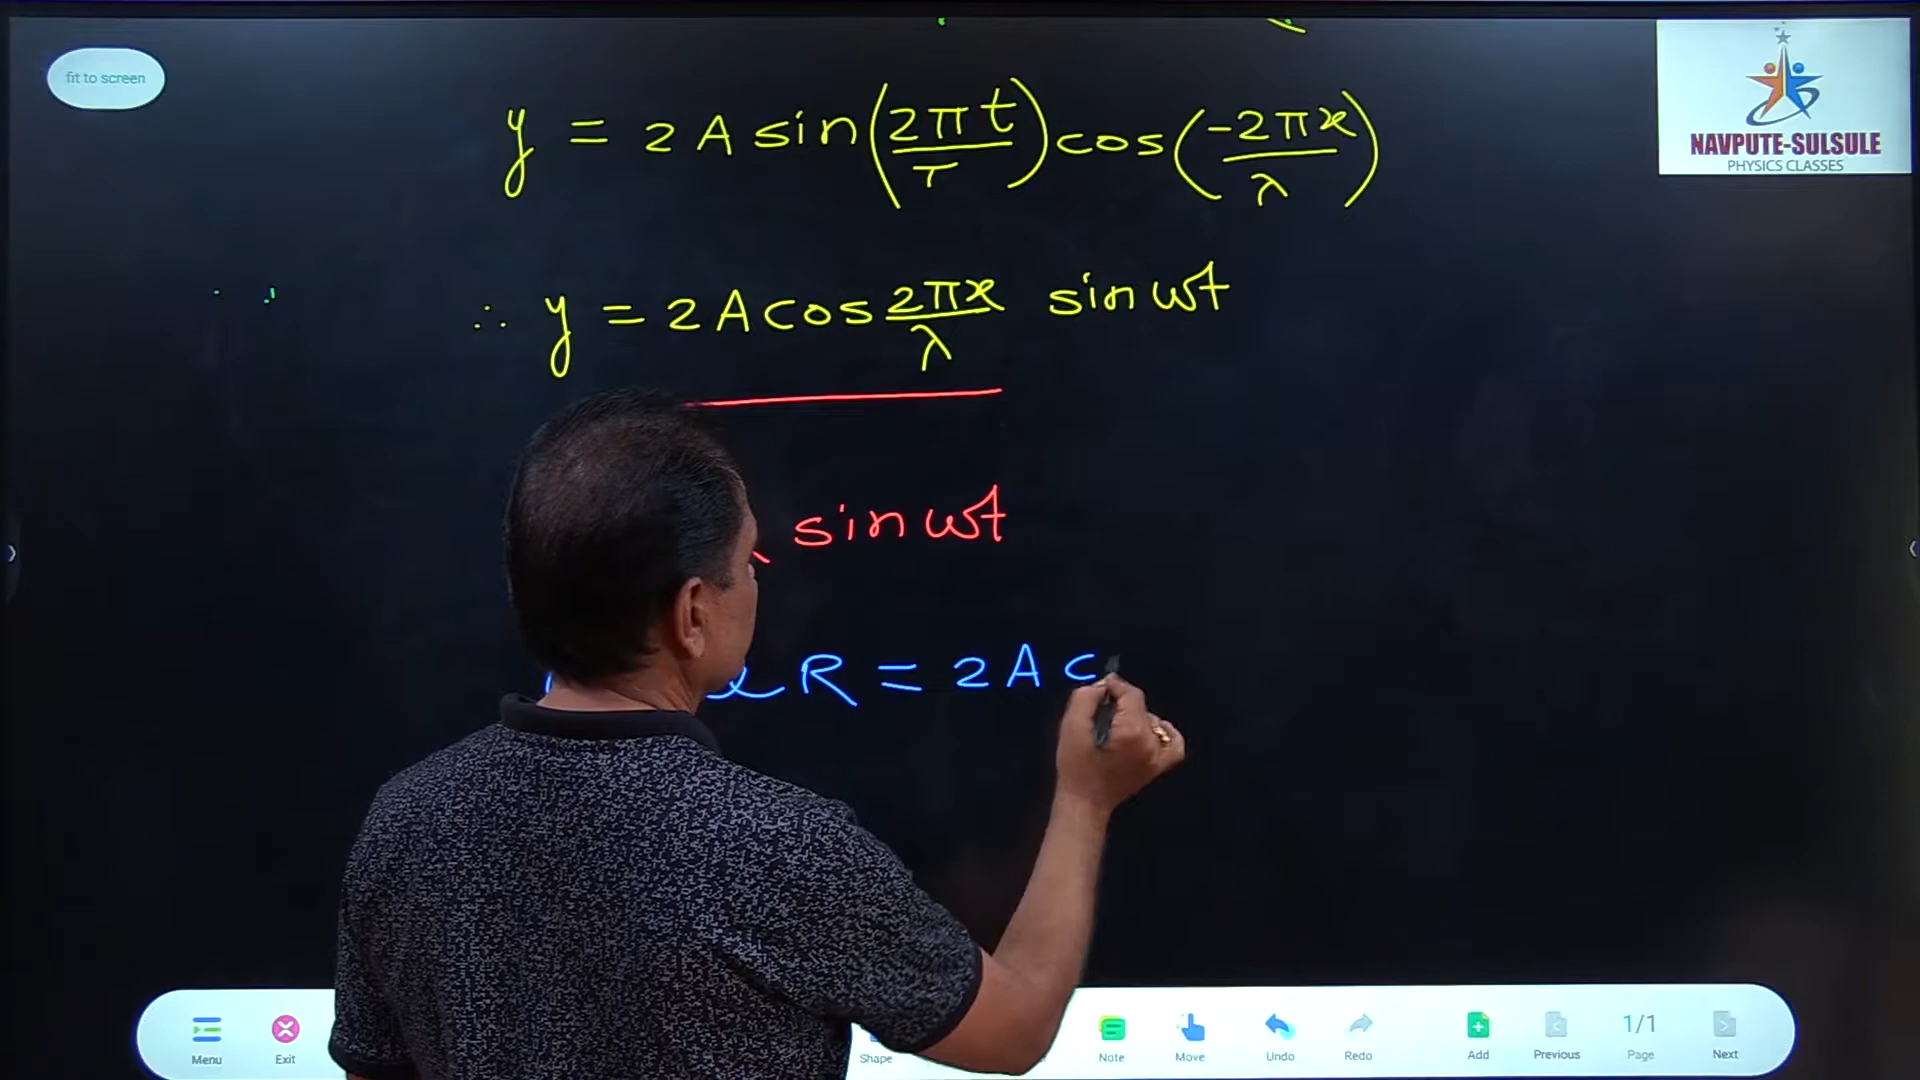 fit to screen
NAVPUTE-SULSULE
PHYSICS CLASSES
y = 2A sin(2πt/T) cos(-2πx/λ)
∴ y = 2A cos 2πx/λ sin ωt
sin ωt
R = 2A c
Menu Exit Shape Note Move Undo Redo Add Previous 1/1 Page Next